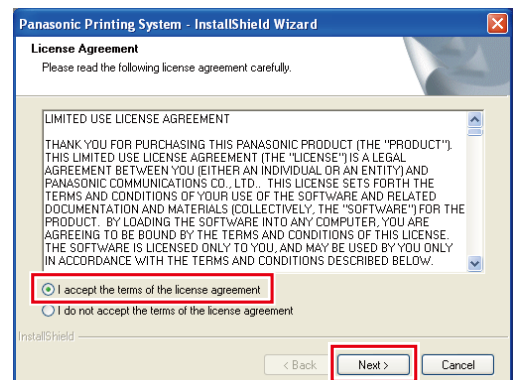 Panasonic Printing System - InstallShield Wizard
License Agreement
Please read the following license agreement carefully.
LIMITED USE LICENSE AGREEMENT
THANK YOU FOR PURCHASING THIS PANASONIC PRODUCT (THE "PRODUCT").
THIS LIMITED USE LICENSE AGREEMENT (THE "LICENSE") IS A LEGAL
AGREEMENT BETWEEN YOU (EITHER AN INDIVIDUAL OR AN ENTITY) AND
PANASONIC COMMUNICATIONS CO., LTD.. THIS LICENSE SETS FORTH THE
TERMS AND CONDITIONS OF YOUR USE OF THE SOFTWARE AND RELATED
DOCUMENTATION AND MATERIALS (COLLECTIVELY, THE "SOFTWARE") FOR THE
PRODUCT. BY LOADING THE SOFTWARE INTO ANY COMPUTER, YOU ARE
AGREEING TO BE BOUND BY THE TERMS AND CONDITIONS OF THIS LICENSE.
THE SOFTWARE IS LICENSED ONLY TO YOU, AND MAY BE USED BY YOU ONLY
IN ACCORDANCE WITH THE TERMS AND CONDITIONS DESCRIBED BELOW.
I accept the terms of the license agreement
I do not accept the terms of the license agreement
InstallShield
< Back Next > Cancel